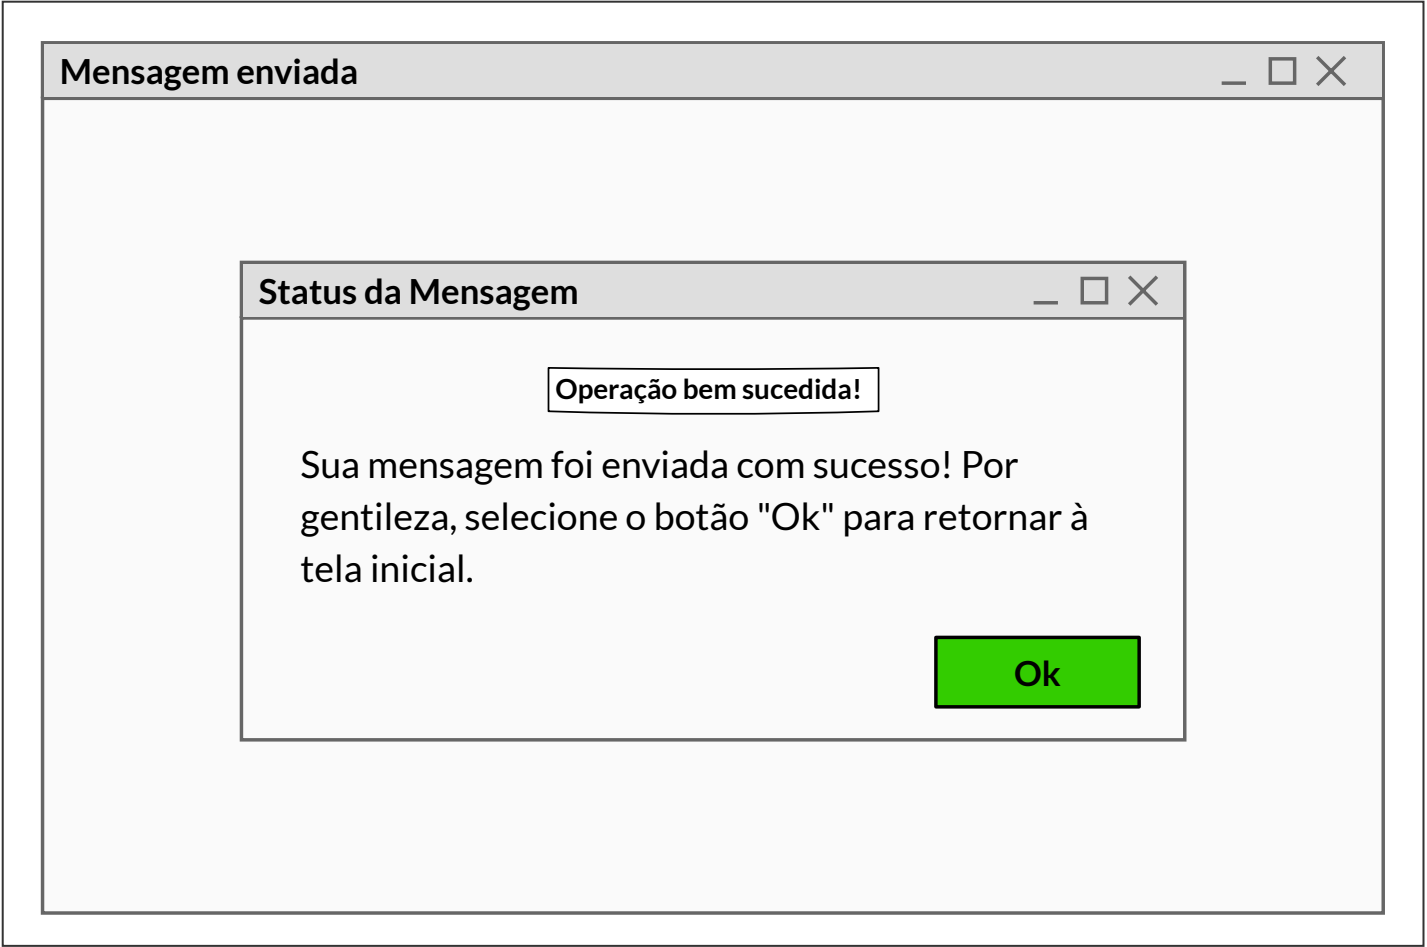 Mensagem enviada
Status da Mensagem
Operação bem sucedida!
Sua mensagem foi enviada com sucesso! Por
gentileza, selecione o botão "Ok" para retornar à
tela inicial.
Ok